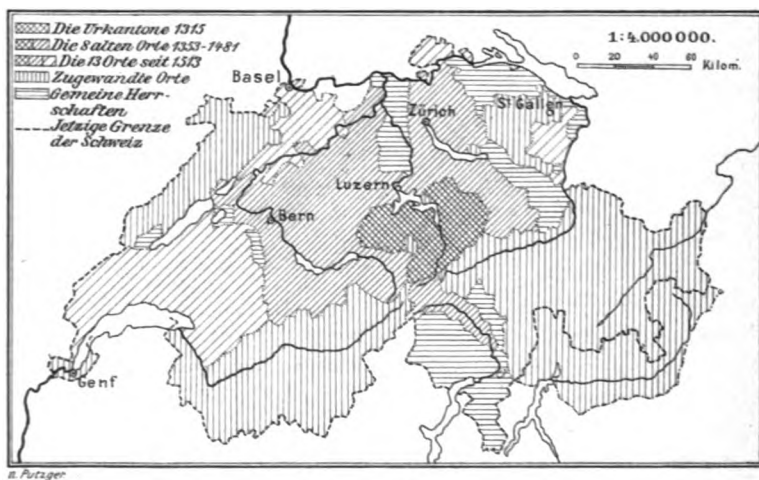 Die Urkantone 1315
Die 8 alten Orte 1353-1481
Die 13 Orte seit 1513
Zugewandte Orte
Gemeine Herr-
schaften
Jetzige Grenze
der Schweiz
1:4.000000.
0 20 40 60 Kilom.
Basel
Zürich
St Gallen
Luzern
Bern
Genf
n. Putzger.